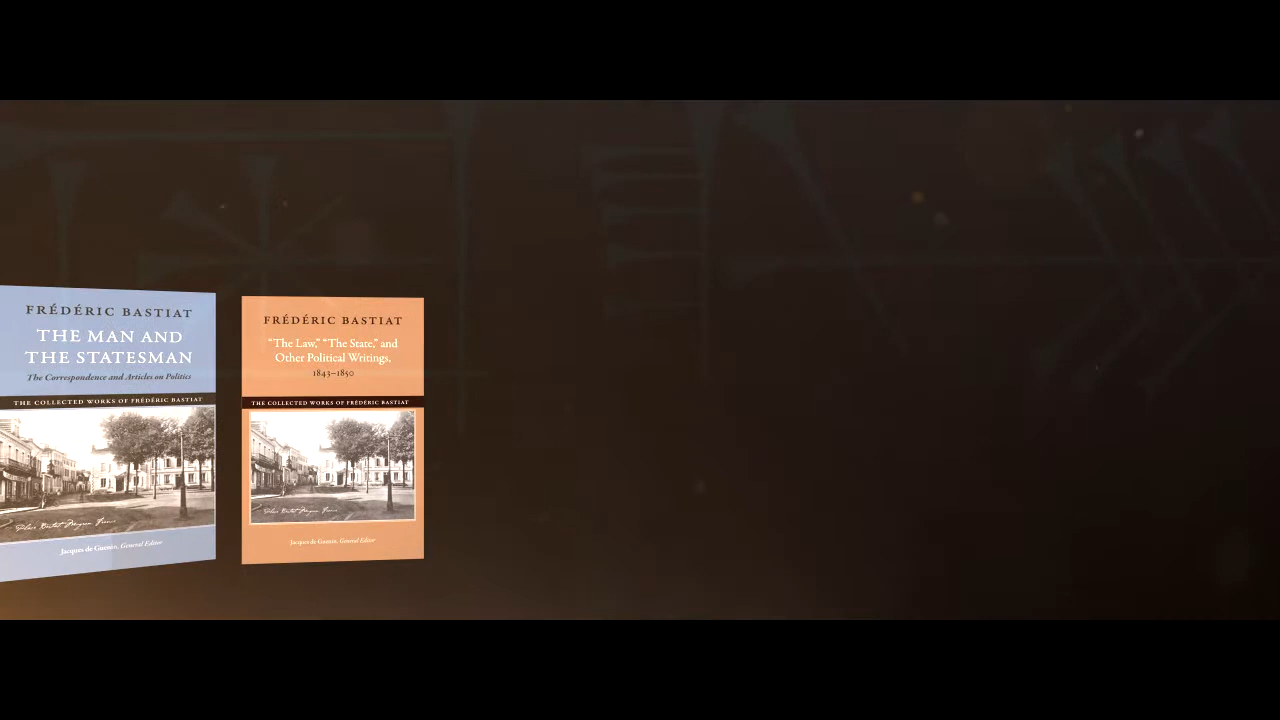 FRÉDÉRIC BASTIAT
THE MAN AND
THE STATESMAN
The Correspondence and Articles on Politics
THE COLLECTED WORKS OF FRÉDÉRIC BASTIAT
Jacques de Guenin, General Editor
FRÉDÉRIC BASTIAT
"The Law," "The State," and
Other Political Writings,
1843–1850
THE COLLECTED WORKS OF FRÉDÉRIC BASTIAT
Jacques de Guenin, General Editor